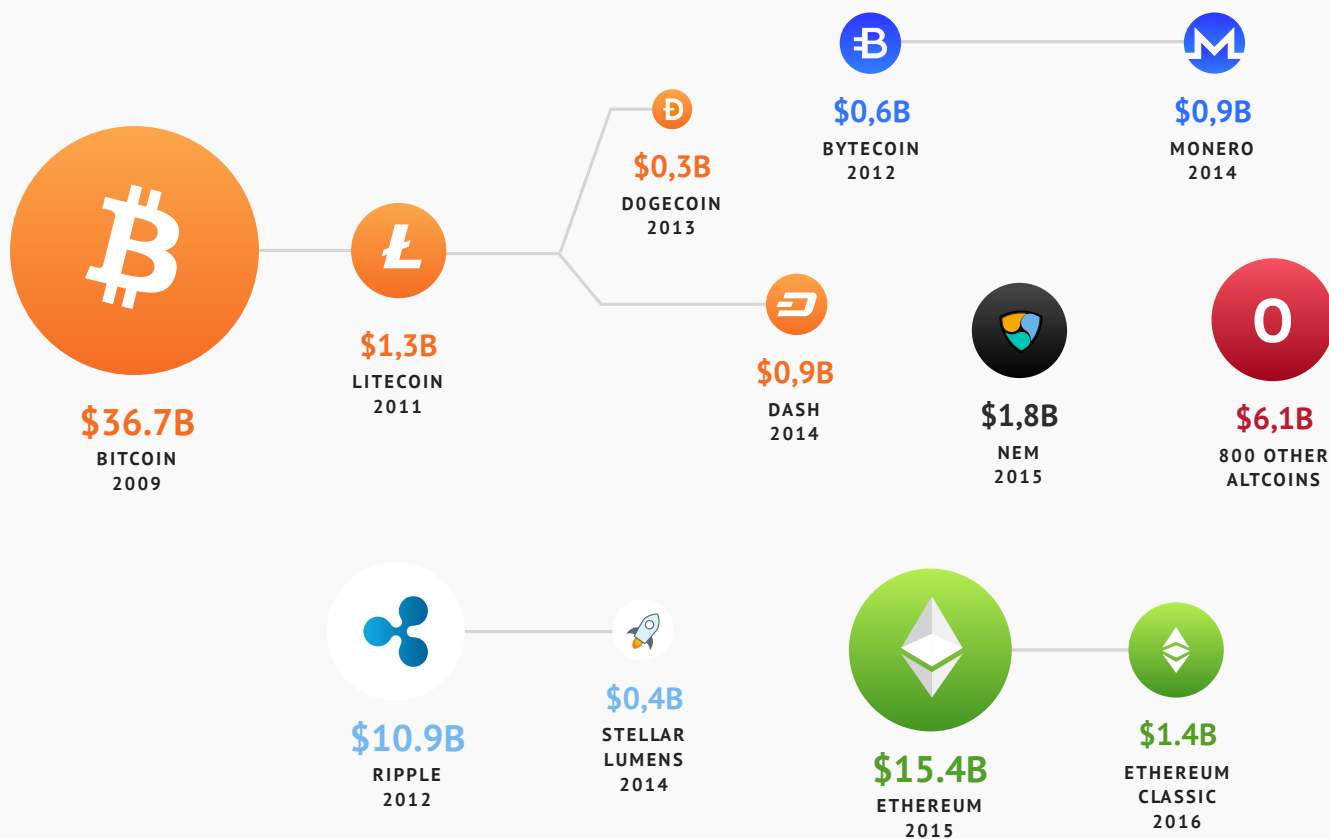 $0,6B
BYTECOIN
2012
$0,9B
MONERO
2014
$0,3B
D0GECOIN
2013
$36.7B
BITCOIN
2009
$1,3B
LITECOIN
2011
$0,9B
DASH
2014
$1,8B
NEM
2015
O
$6,1B
800 OTHER
ALTCOINS
$10.9B
RIPPLE
2012
$0,4B
STELLAR
LUMENS
2014
$15.4B
ETHEREUM
2015
$1.4B
ETHEREUM
CLASSIC
2016